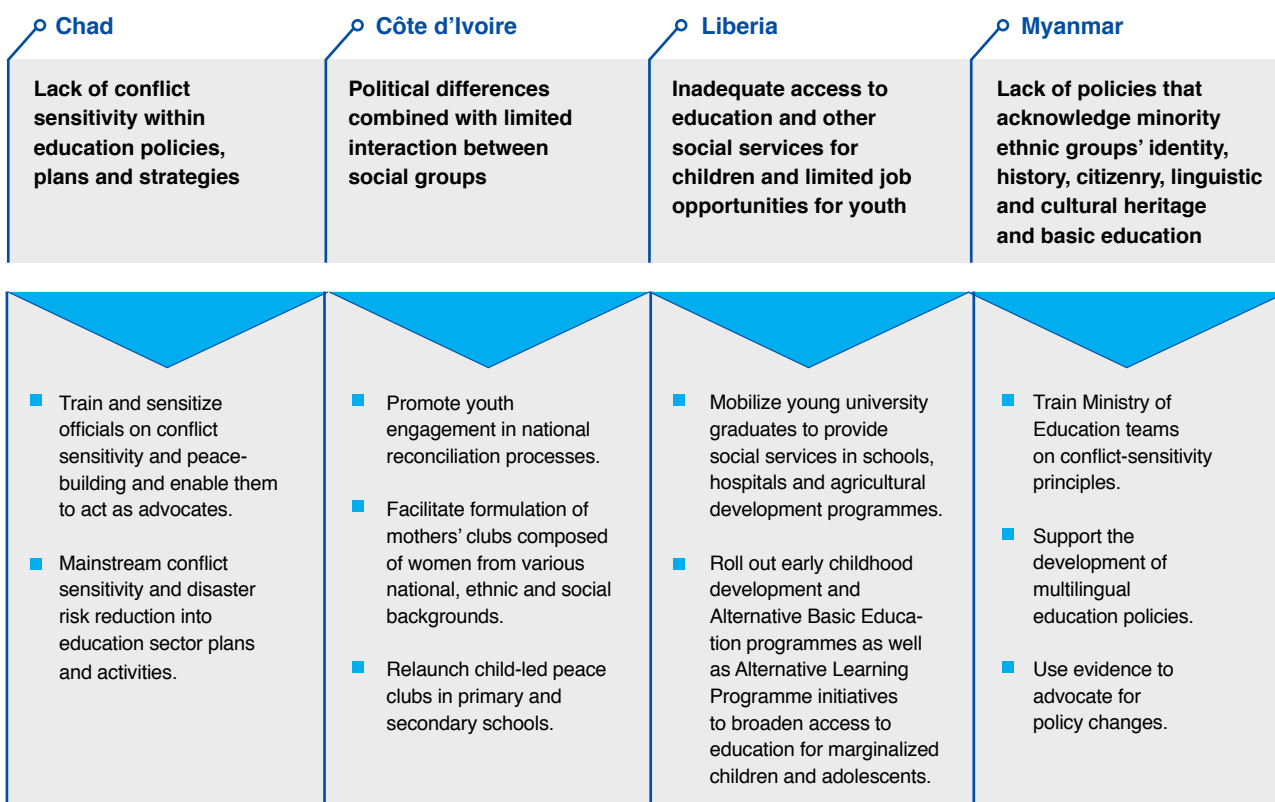 Chad
Lack of conflict
sensitivity within
education policies,
plans and strategies
Train and sensitize
officials on conflict
sensitivity and peace-
building and enable them
to act as advocates.
Mainstream conflict
sensitivity and disaster
risk reduction into
education sector plans
and activities.
Côte d’Ivoire
Political differences
combined with limited
interaction between
social groups
Promote youth
engagement in national
reconciliation processes.
Facilitate formulation of
mothers’ clubs composed
of women from various
national, ethnic and social
backgrounds.
Relaunch child-led peace
clubs in primary and
secondary schools.
Liberia
Inadequate access to
education and other
social services for
children and limited job
opportunities for youth
Mobilize young university
graduates to provide
social services in schools,
hospitals and agricultural
development programmes.
Roll out early childhood
development and
Alternative Basic Educa-
tion programmes as well
as Alternative Learning
Programme initiatives
to broaden access to
education for marginalized
children and adolescents.
Myanmar
Lack of policies that
acknowledge minority
ethnic groups’ identity,
history, citizenry, linguistic
and cultural heritage
and basic education
Train Ministry of
Education teams
on conflict-sensitivity
principles.
Support the
development of
multilingual
education policies.
Use evidence to
advocate for
policy changes.